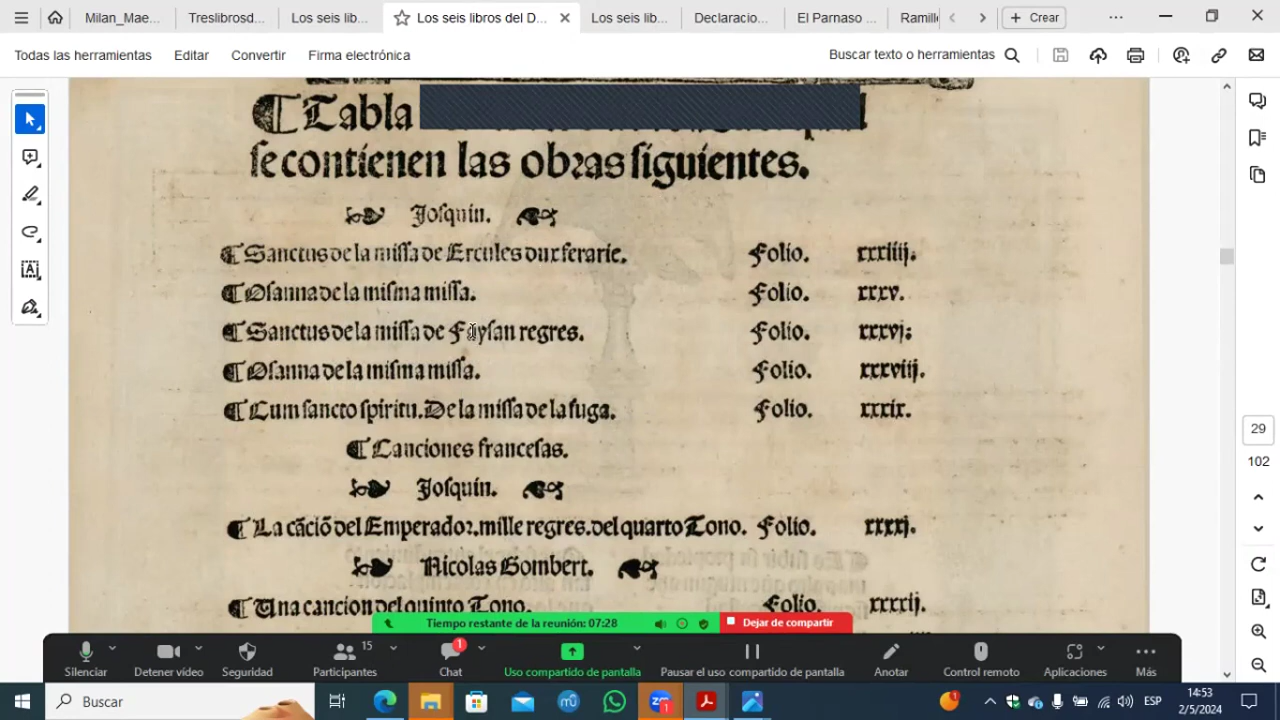 Milan_Mae... Treslibrosd... Los seis lib... Los seis libros del D... Los seis lib... Declaracio... El Parnaso ... Ramille Crear
Todas las herramientas Editar Convertir Firma electrónica Buscar texto o herramientas
¶ Tabla
se contienen las obras siguientes.
Josquin.
¶ Sanctus de la missa de Ercules dux ferarie. Folio. xxxiiij.
¶ Osanna de la misma missa. Folio. xxxv.
¶ Sanctus de la missa de Faysan regres. Folio. xxxvj:
¶ Osanna de la misma missa. Folio. xxxviij.
¶ Cum sancto spiritu. De la missa de la fuga. Folio. xxxix.
¶ Canciones francesas.
Josquin.
¶ La cãciõ del Emperador. mille regres. del quarto Tono. Folio. xxxxj.
Nicolas Gombert.
¶ Una cancion del quinto Tono. Folio. xxxxij.
29
102
Tiempo restante de la reunión: 07:28 Dejar de compartir
1 15
Silenciar Detener video Seguridad Participantes Chat Uso compartido de pantalla Pausar el uso compartido de pantalla Anotar Control remoto Aplicaciones Más
Buscar ESP 14:53
2/5/2024